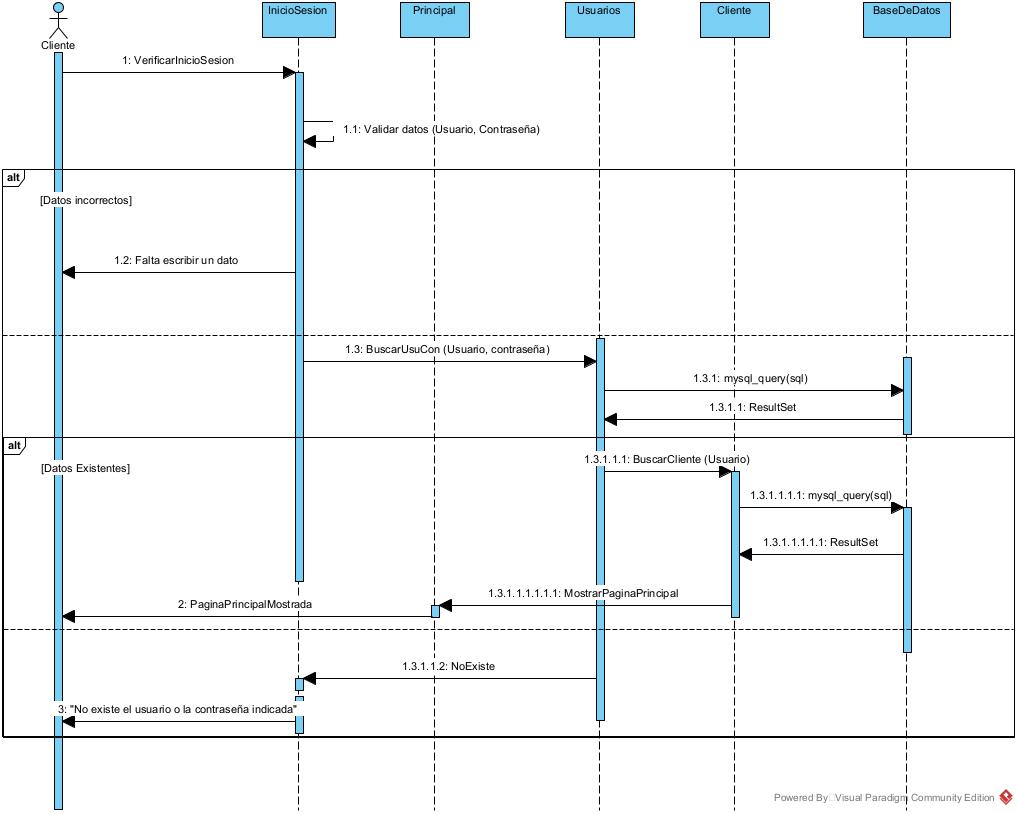 InicioSesion
Principal
Usuarios
Cliente
BaseDeDatos
Cliente
1: VerificarInicioSesion
1.1: Validar datos (Usuario, Contraseña)
alt
[Datos incorrectos]
1.2: Falta escribir un dato
1.3: BuscarUsuCon (Usuario, contraseña)
1.3.1: mysql_query(sql)
1.3.1.1: ResultSet
alt
[Datos Existentes]
1.3.1.1.1: BuscarCliente (Usuario)
1.3.1.1.1.1: mysql_query(sql)
1.3.1.1.1.1.1: ResultSet
1.3.1.1.1.1.1.1: MostrarPaginaPrincipal
2: PaginaPrincipalMostrada
1.3.1.1.2: NoExiste
3: "No existe el usuario o la contraseña indicada"
Powered By Visual Paradigm Community Edition